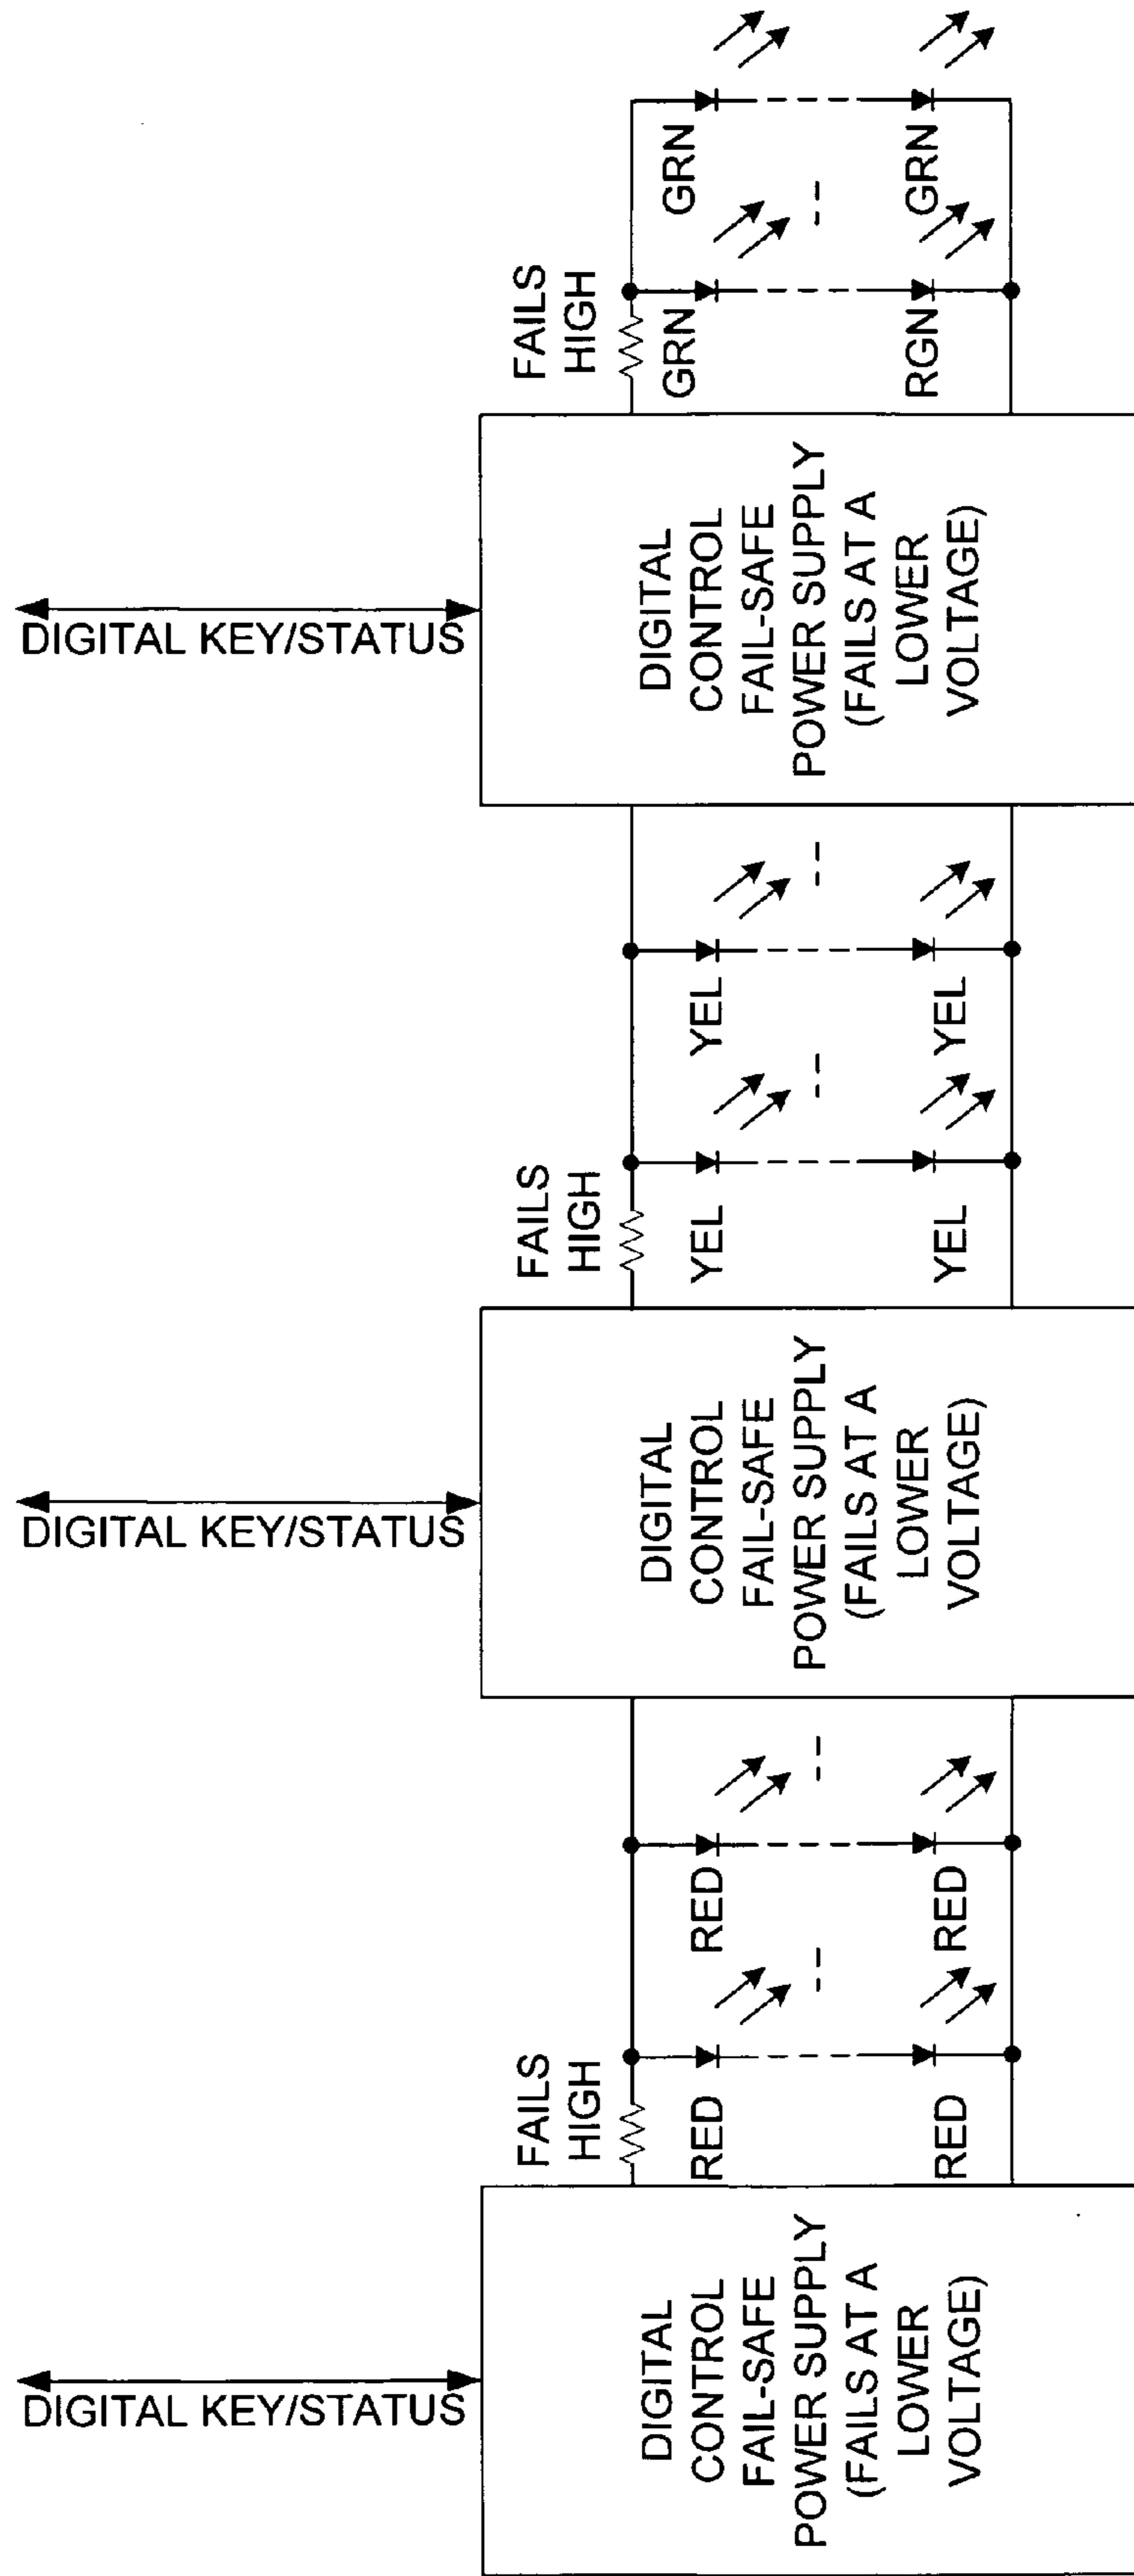 DIGITAL KEY/STATUS
DIGITAL
CONTROL
FAIL-SAFE
POWER SUPPLY
(FAILS AT A
LOWER
VOLTAGE)
FAILS
HIGH
RED
RED
RED
RED
DIGITAL KEY/STATUS
DIGITAL
CONTROL
FAIL-SAFE
POWER SUPPLY
(FAILS AT A
LOWER
VOLTAGE)
FAILS
HIGH
YEL
YEL
YEL
YEL
DIGITAL KEY/STATUS
DIGITAL
CONTROL
FAIL-SAFE
POWER SUPPLY
(FAILS AT A
LOWER
VOLTAGE)
FAILS
HIGH
GRN
GRN
RGN
GRN